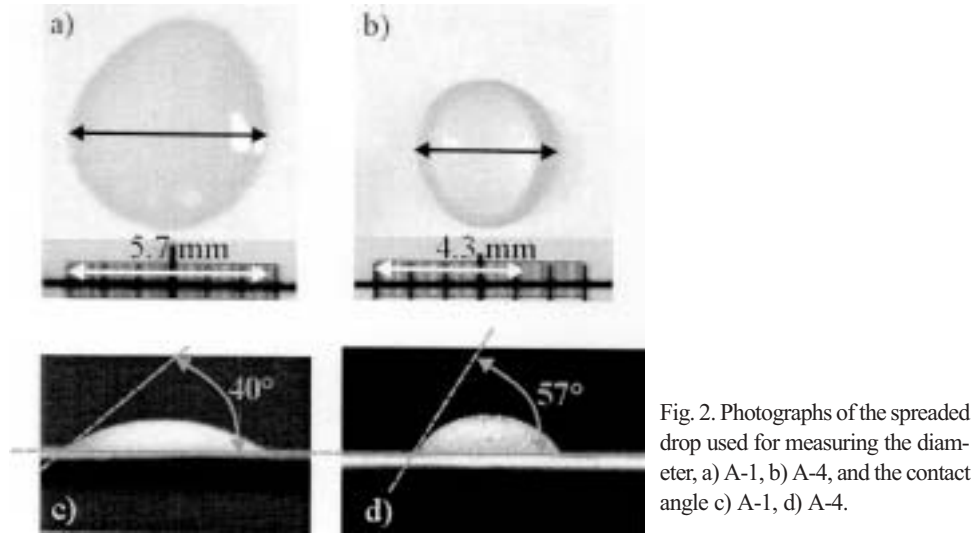 a)
b)
5.7 mm
4.3 mm
40°
57°
c)
d)
Fig. 2. Photographs of the spreaded
drop used for measuring the diam-
eter, a) A-1, b) A-4, and the contact
angle c) A-1, d) A-4.